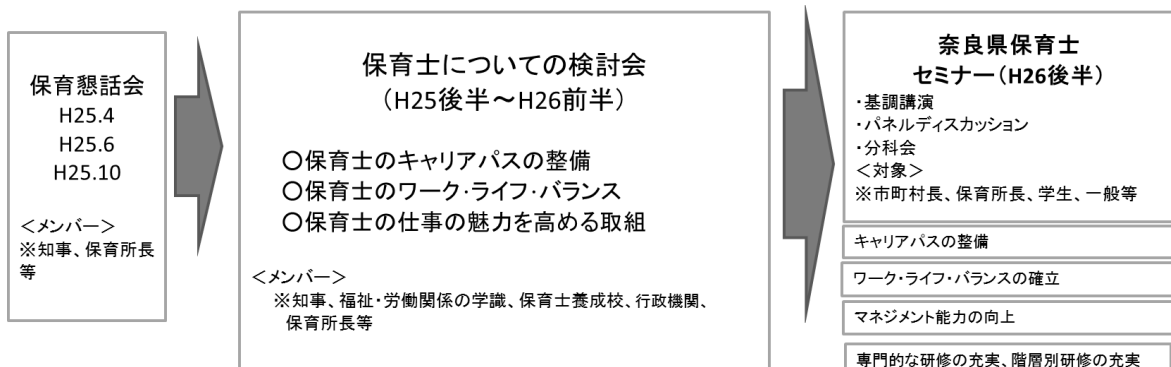 保育懇話会
H25.4
H25.6
H25.10
＜メンバー＞
※知事、保育所長
等
保育士についての検討会
（H25後半～H26前半）
○保育士のキャリアパスの整備
○保育士のワーク・ライフ・バランス
○保育士の仕事の魅力を高める取組
＜メンバー＞
※知事、福祉・労働関係の学識、保育士養成校、行政機関、
保育所長等
奈良県保育士
セミナー（H26後半）
・基調講演
・パネルディスカッション
・分科会
＜対象＞
※市町村長、保育所長、学生、一般等
キャリアパスの整備
ワーク・ライフ・バランスの確立
マネジメント能力の向上
専門的な研修の充実、階層別研修の充実